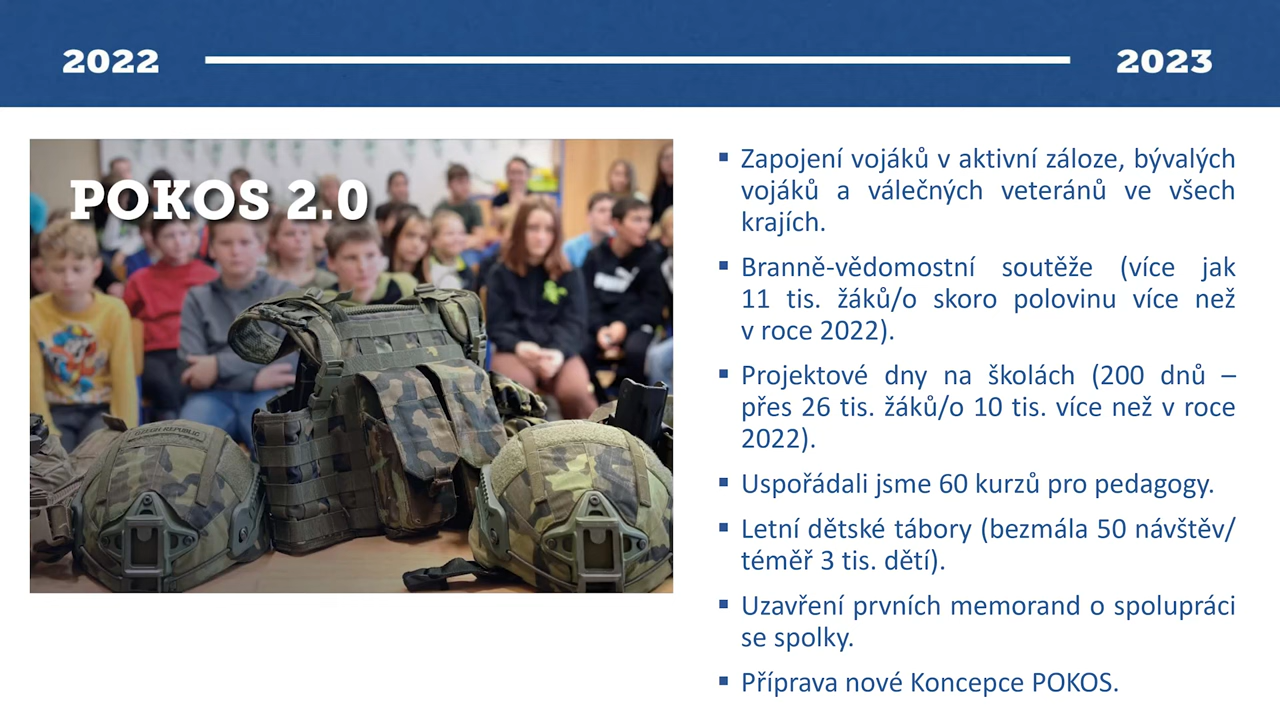 2022
2023
POKOS 2.0
CZECH REPUBLIC
▪ Zapojení vojáků v aktivní záloze, bývalých
vojáků a válečných veteránů ve všech
krajích.
▪ Branně-vědomostní soutěže (více jak
11 tis. žáků/o skoro polovinu více než
v roce 2022).
▪ Projektové dny na školách (200 dnů –
přes 26 tis. žáků/o 10 tis. více než v roce
2022).
▪ Uspořádali jsme 60 kurzů pro pedagogy.
▪ Letní dětské tábory (bezmála 50 návštěv/
téměř 3 tis. dětí).
▪ Uzavření prvních memorand o spolupráci
se spolky.
▪ Příprava nové Koncepce POKOS.